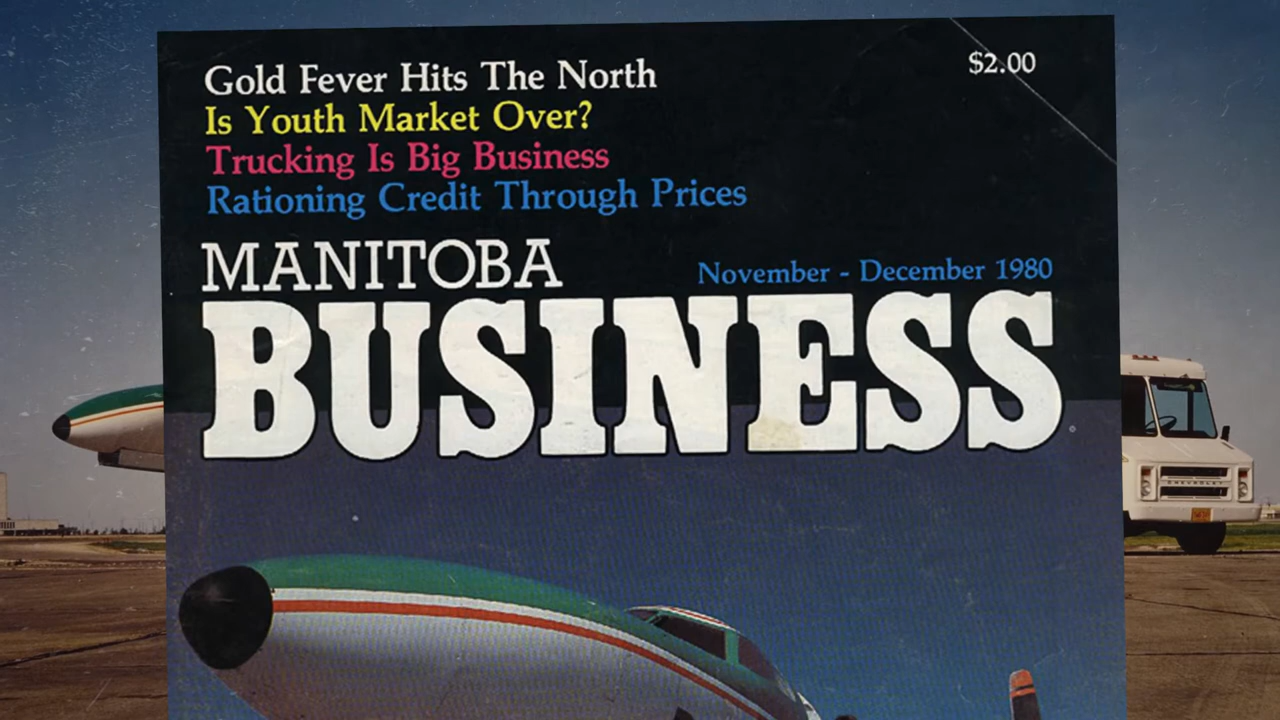 Gold Fever Hits The North
$2.00
Is Youth Market Over?
Trucking Is Big Business
Rationing Credit Through Prices
MANITOBA
November - December 1980
BUSINESS
CHEVROLET